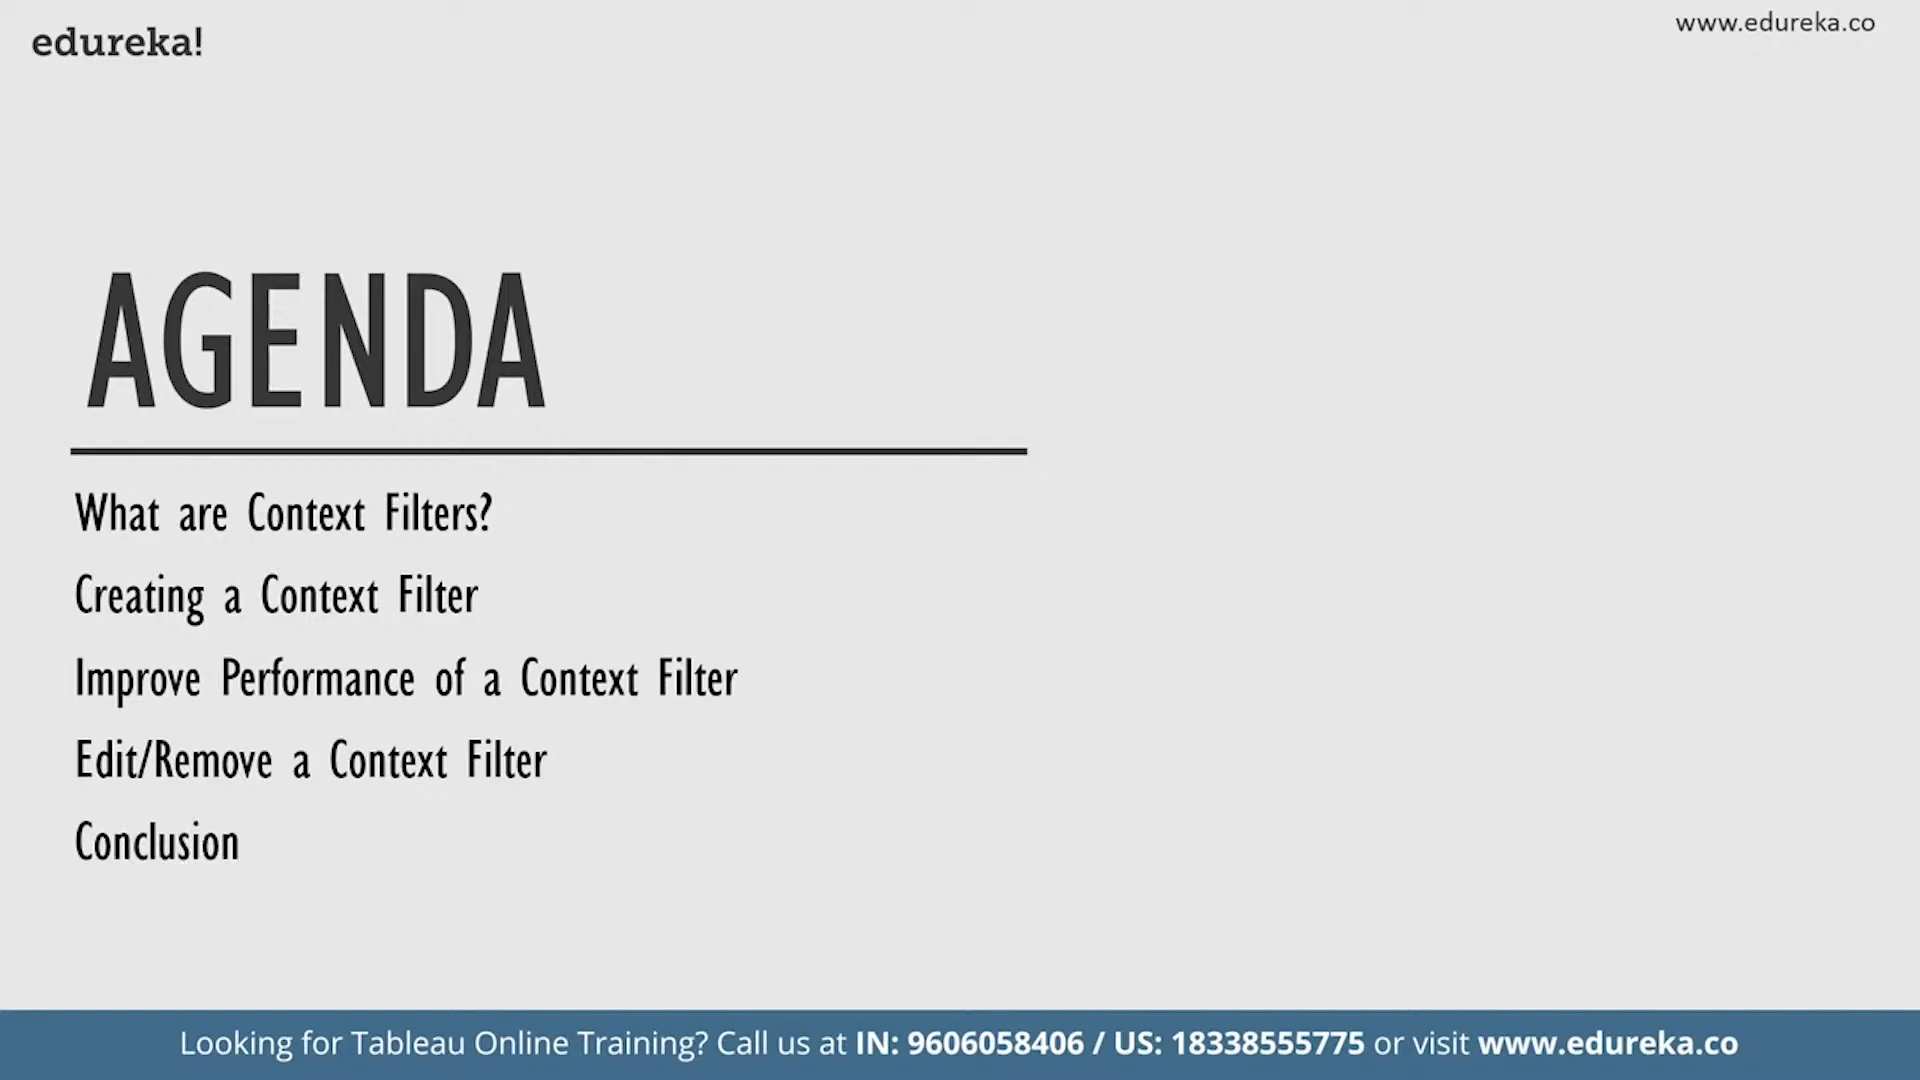 edureka!
www.edureka.co
AGENDA
What are Context Filters?
Creating a Context Filter
Improve Performance of a Context Filter
Edit/Remove a Context Filter
Conclusion
Looking for Tableau Online Training? Call us at IN: 9606058406 / US: 18338555775 or visit www.edureka.co